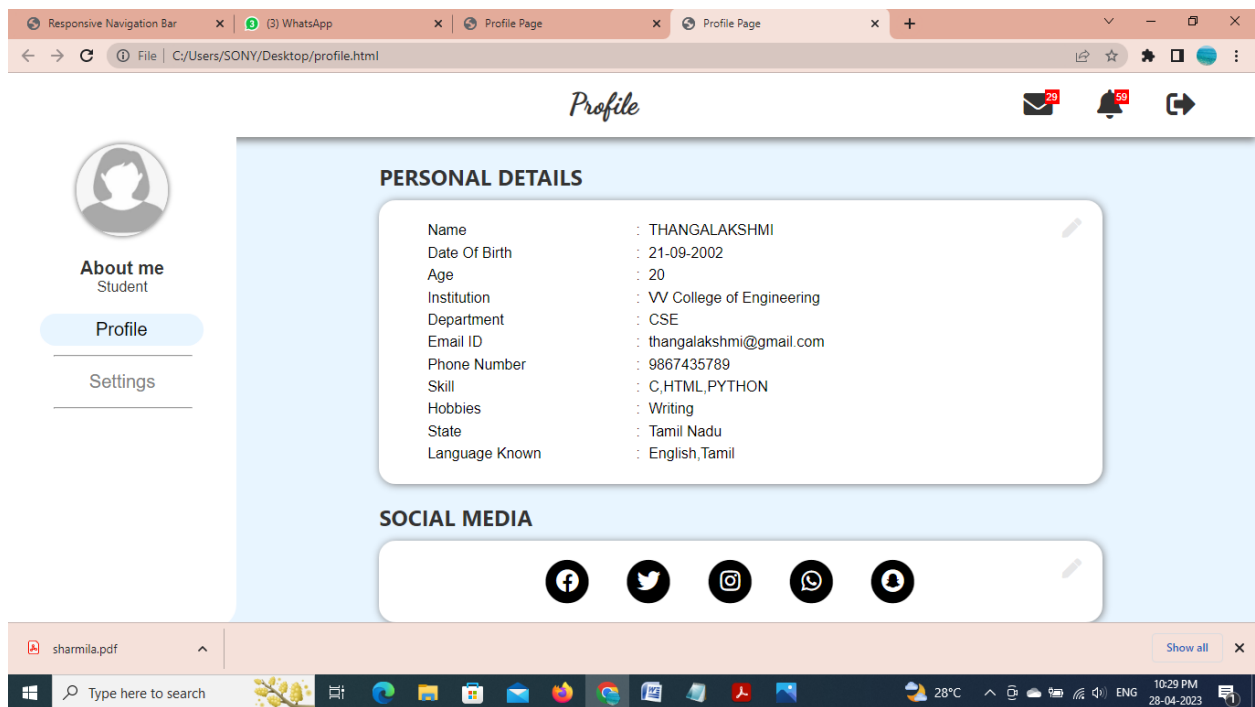 Responsive Navigation Bar
3 (3) WhatsApp
Profile Page
Profile Page
File C:/Users/SONY/Desktop/profile.html
Profile
29
59
About me
Student
Profile
Settings
PERSONAL DETAILS
Name : THANGALAKSHMI
Date Of Birth : 21-09-2002
Age : 20
Institution : VV College of Engineering
Department : CSE
Email ID : thangalakshmi@gmail.com
Phone Number : 9867435789
Skill : C,HTML,PYTHON
Hobbies : Writing
State : Tamil Nadu
Language Known : English,Tamil
SOCIAL MEDIA
sharmila.pdf
Show all
Type here to search
28°C
ENG
10:29 PM
28-04-2023
1